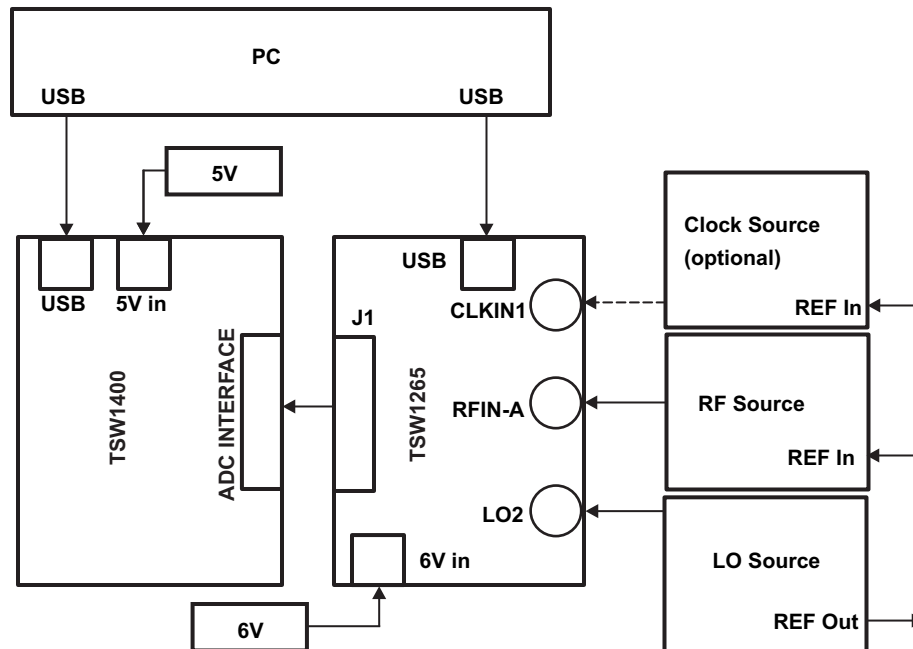 PC
USB
USB
5V
USB
5V in
TSW1400
ADC INTERFACE
J1
USB
CLKIN1
TSW1265
RFIN-A
LO2
6V in
6V
Clock Source
(optional)
REF In
RF Source
REF In
LO Source
REF Out